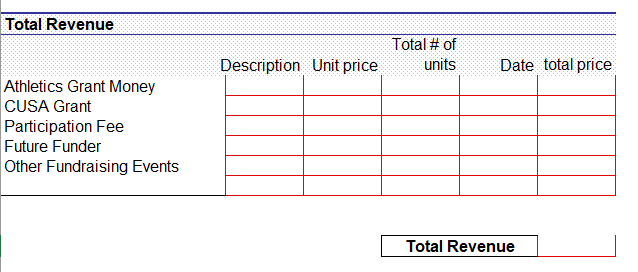 Total Revenue
Total # of
Description Unit price units Date total price
Athletics Grant Money
CUSA Grant
Participation Fee
Future Funder
Other Fundraising Events
Total Revenue